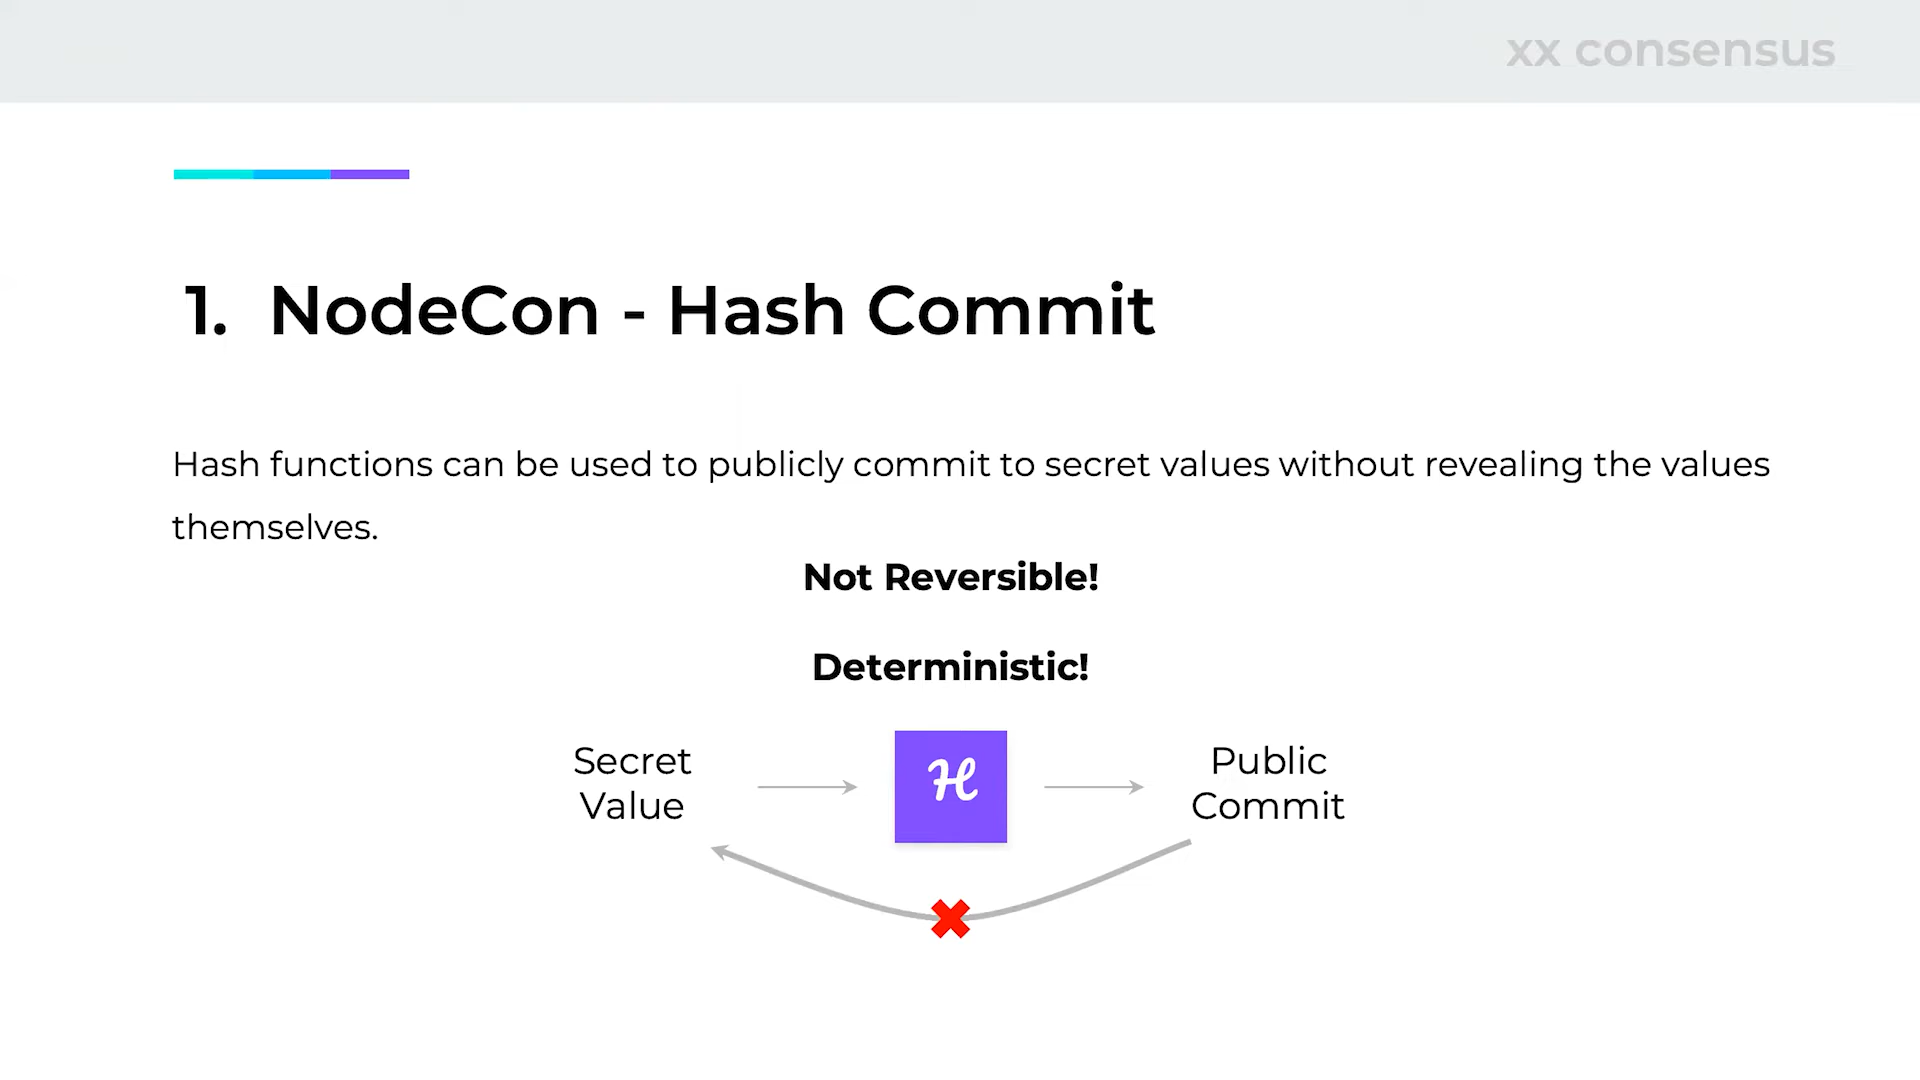 xx consensus
1. NodeCon - Hash Commit
Hash functions can be used to publicly commit to secret values without revealing the values
themselves.
Not Reversible!
Deterministic!
Secret
Value
H
Public
Commit